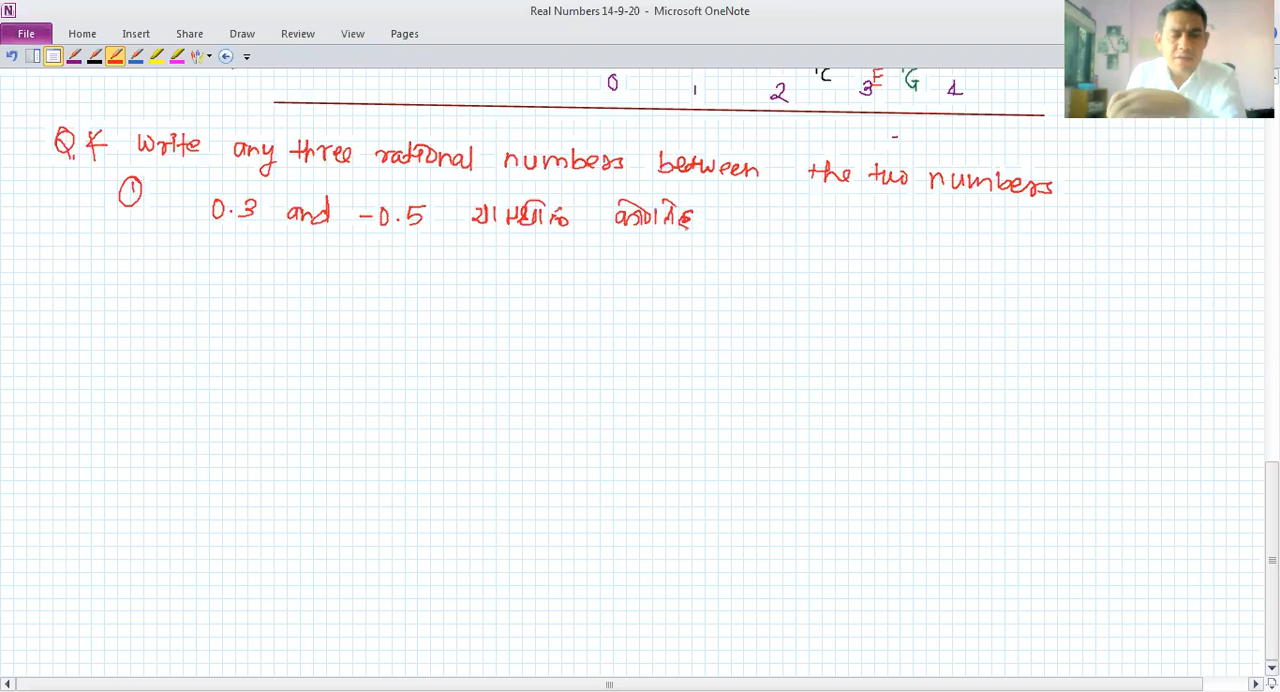 Real Numbers 14-9-20 - Microsoft OneNote
File Home Insert Share Draw Review View Pages
C E G
0 1 2 3 4
Q. 4 Write any three rational numbers between the two numbers
① 0.3 and -0.5